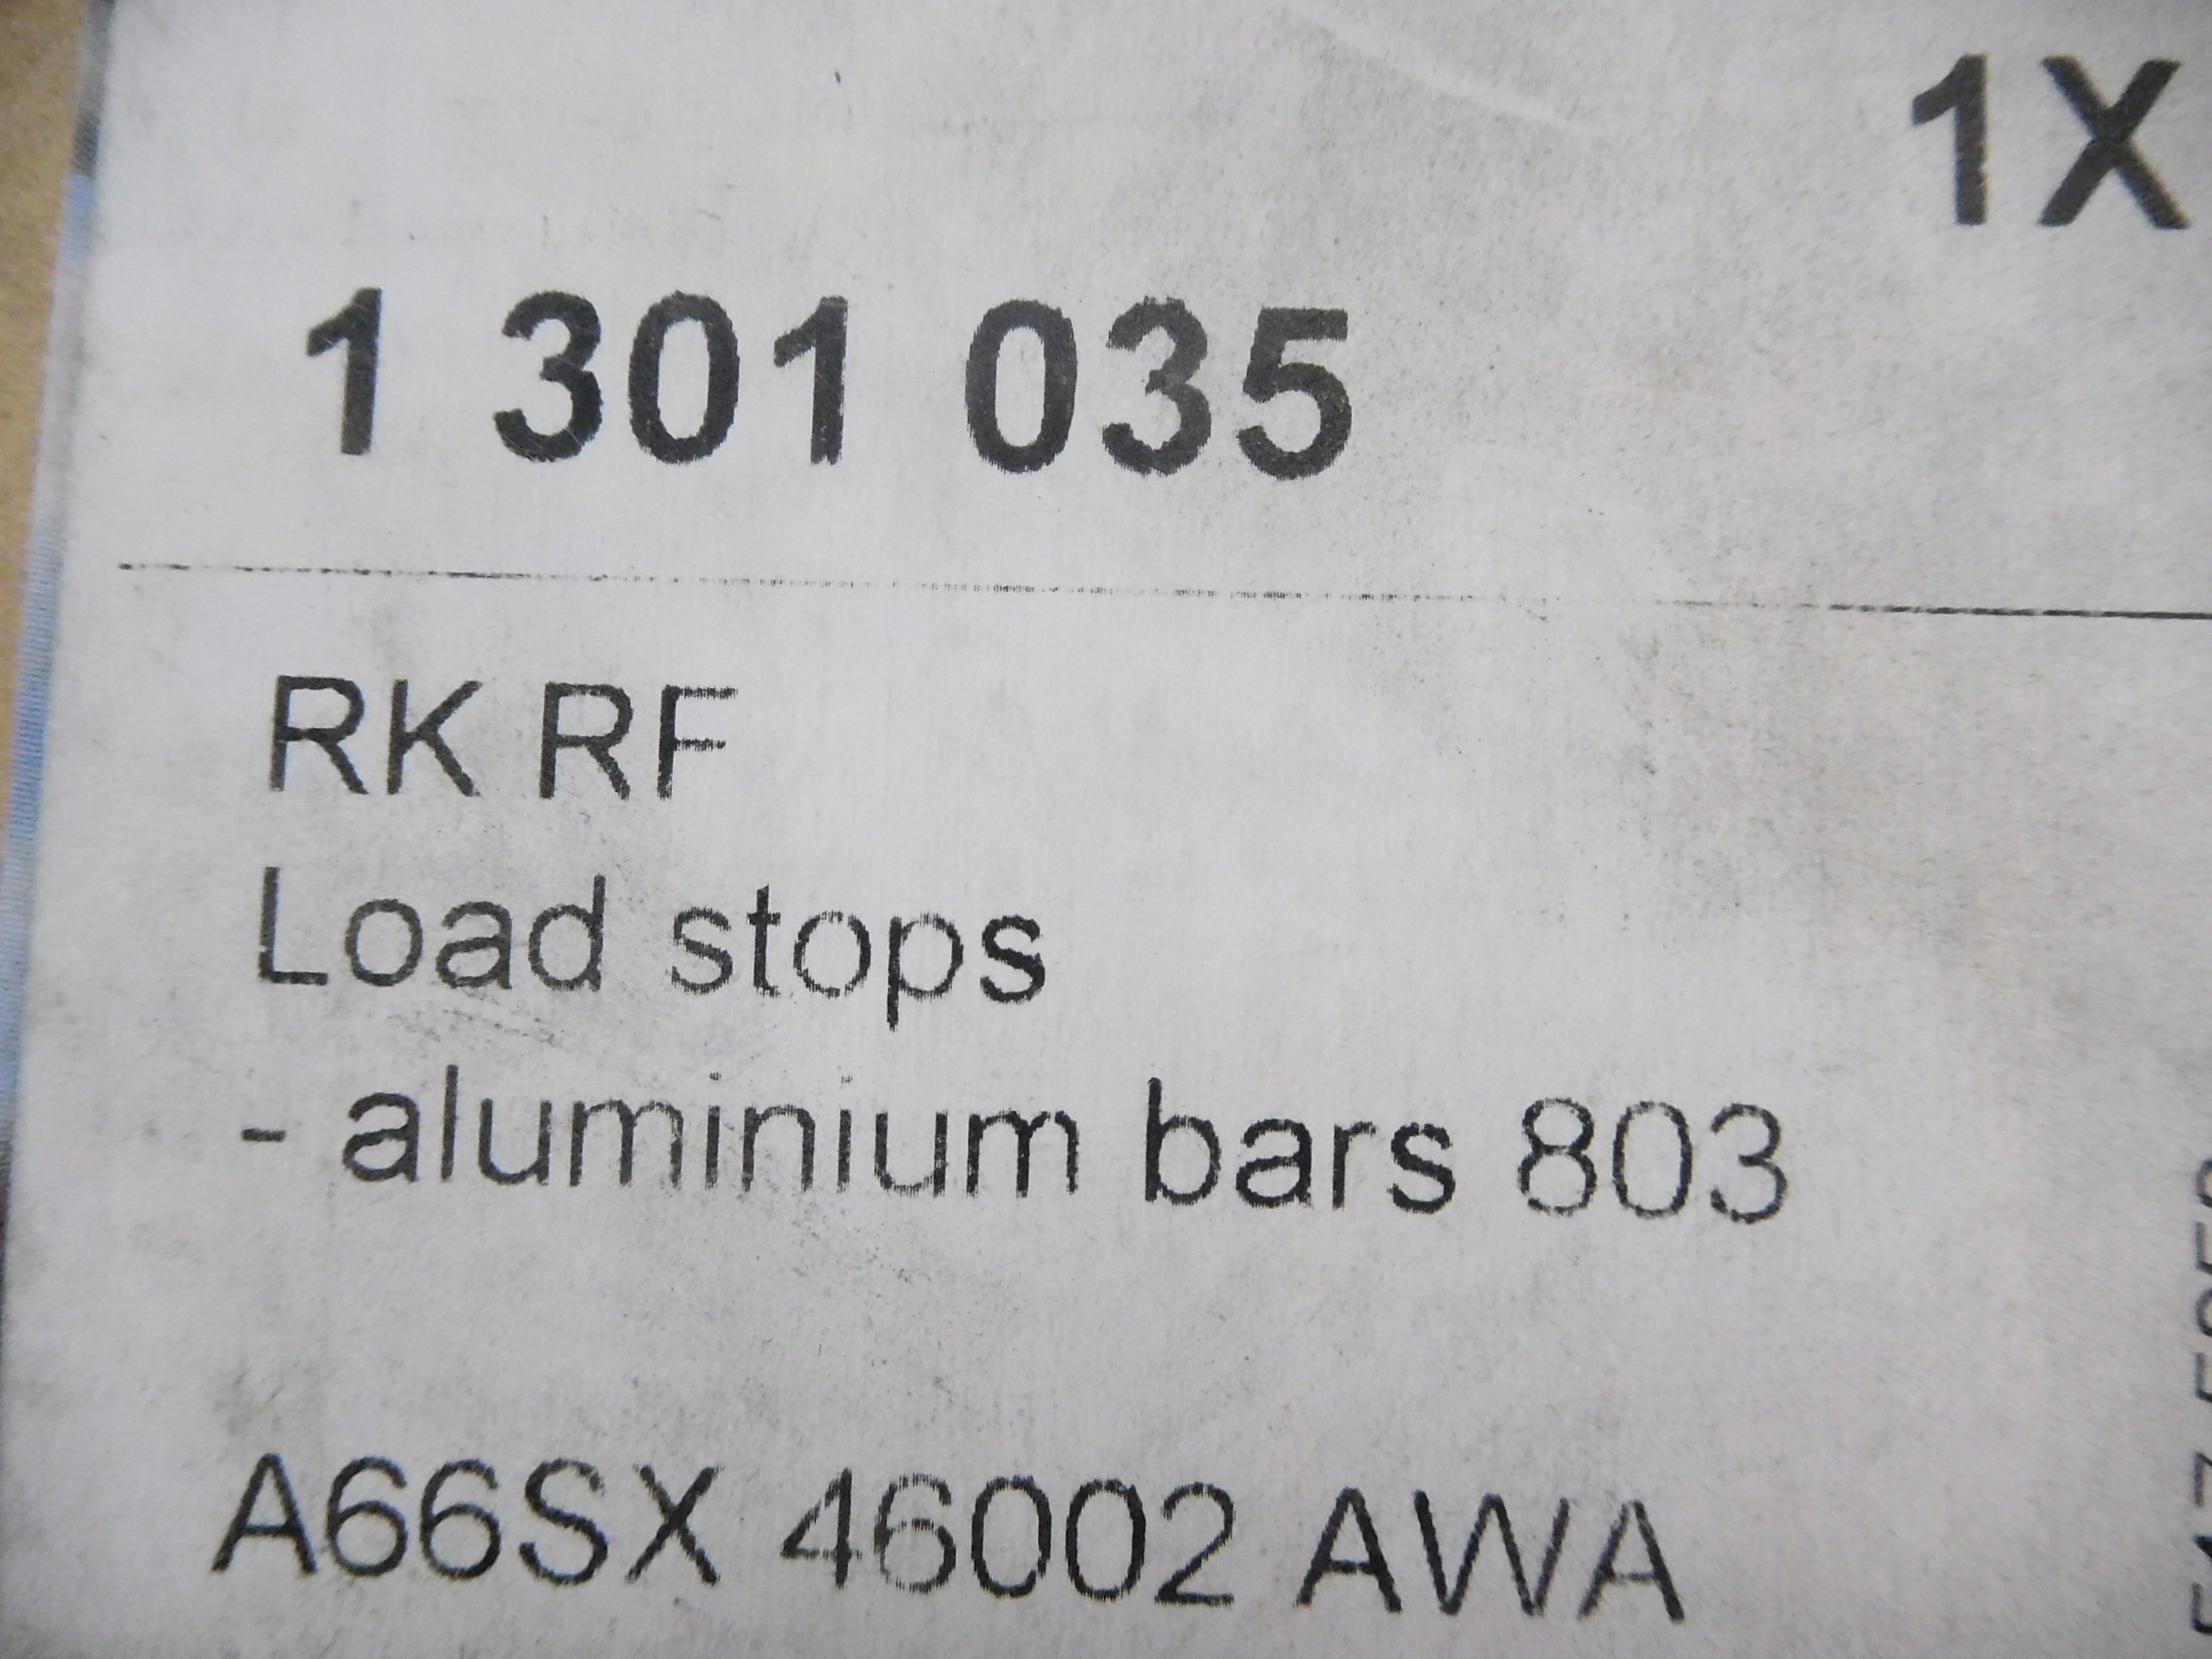 1X
1 301 035
RK RF
Load stops
- aluminium bars 803
A66SX 46002 AWA